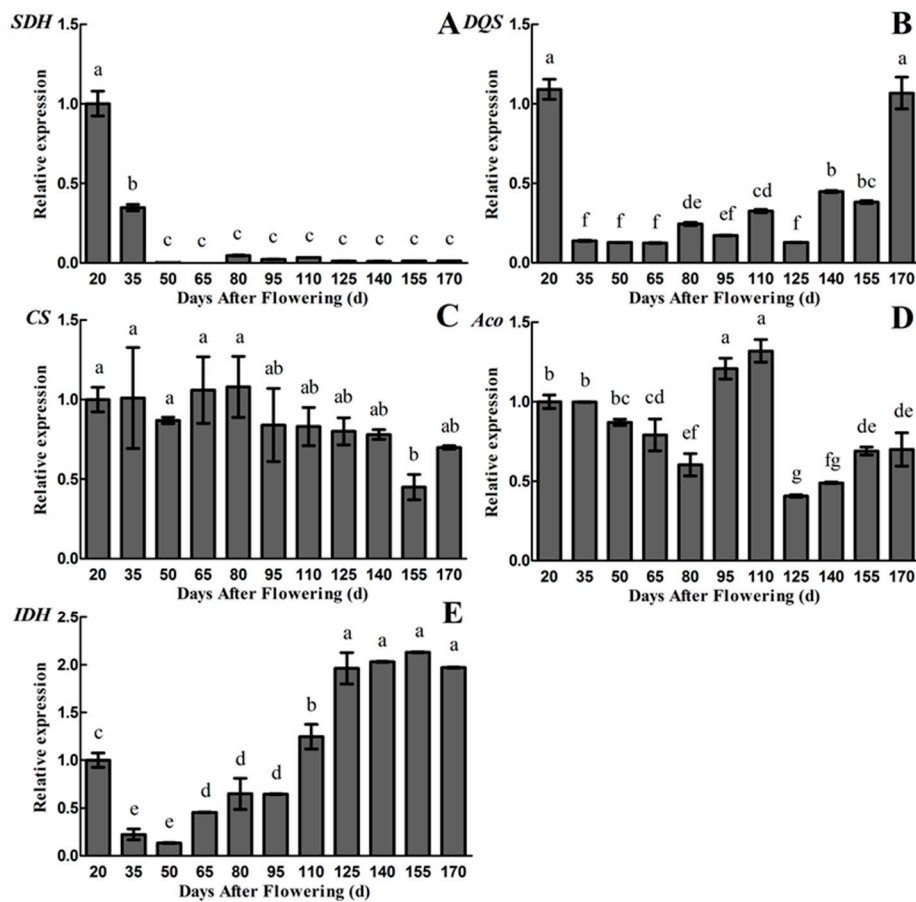 SDH
A
1.5
1.0
0.5
0.0
Relative expression
a b c c c c c c c c c
20 35 50 65 80 95 110 125 140 155 170
Days After Flowering (d)
DQS
B
1.5
1.0
0.5
0.0
Relative expression
a f f f de ef cd f b bc a
20 35 50 65 80 95 110 125 140 155 170
Days After Flowering (d)
CS
C
1.5
1.0
0.5
0.0
Relative expression
a a a a a ab ab ab ab b ab
20 35 50 65 80 95 110 125 140 155 170
Days After Flowering (d)
Aco
D
1.5
1.0
0.5
0.0
Relative expression
b b bc cd ef a a g fg de de
20 35 50 65 80 95 110 125 140 155 170
Days After Flowering (d)
IDH
E
2.5
2.0
1.5
1.0
0.5
0.0
Relative expression
c e e d d d b a a a a
20 35 50 65 80 95 110 125 140 155 170
Days After Flowering (d)